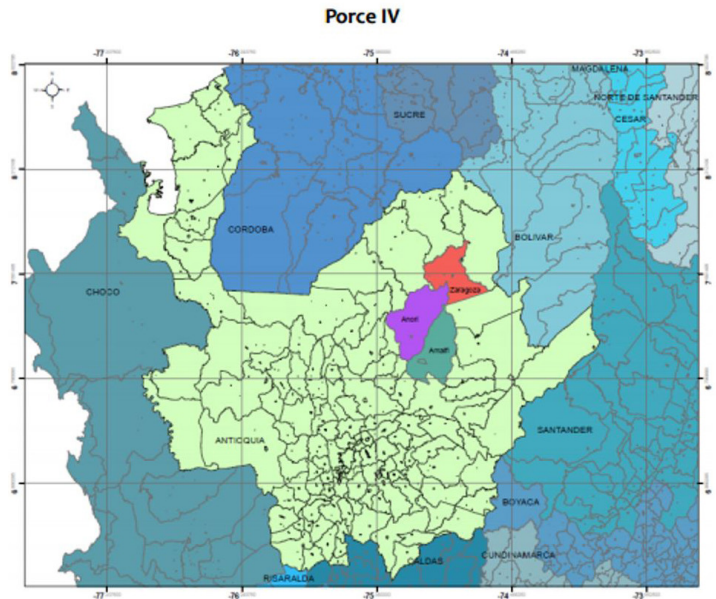 Porce IV
-77 -76 -75 -74 -73
MAGDALENA
NORTE DE SANTANDER
SUCRE
CESAR
CORDOBA
BOLIVAR
CHOCO
Zaragoza
Anori
Amalfi
ANTIOQUIA
SANTANDER
BOYACA
CUNDINAMARCA
CALDAS
RISARALDA
-77 -76 -75 -74 -73